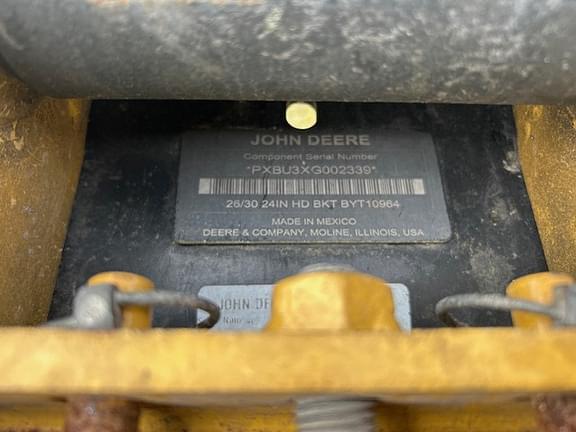 JOHN DEERE
Component Serial Number
*PXBU3XG002339*
26/30 24IN HD BKT BYT10964
MADE IN MEXICO
DEERE & COMPANY, MOLINE, ILLINOIS, USA
JOHN DE